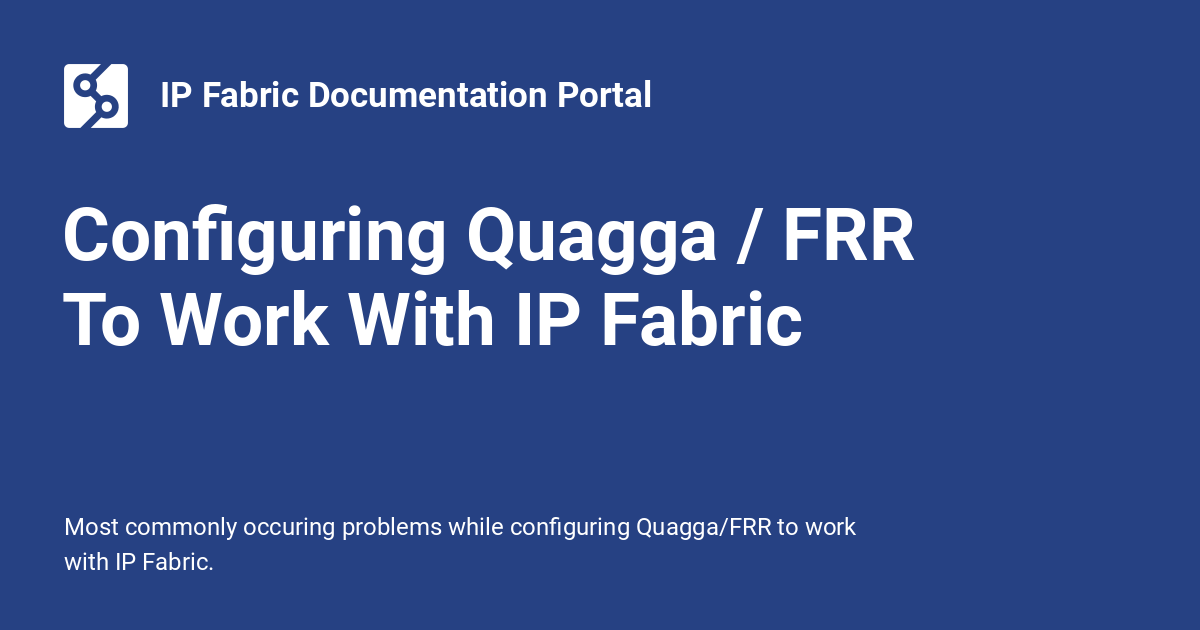 IP Fabric Documentation Portal
Configuring Quagga / FRR
To Work With IP Fabric
Most commonly occuring problems while configuring Quagga/FRR to work
with IP Fabric.